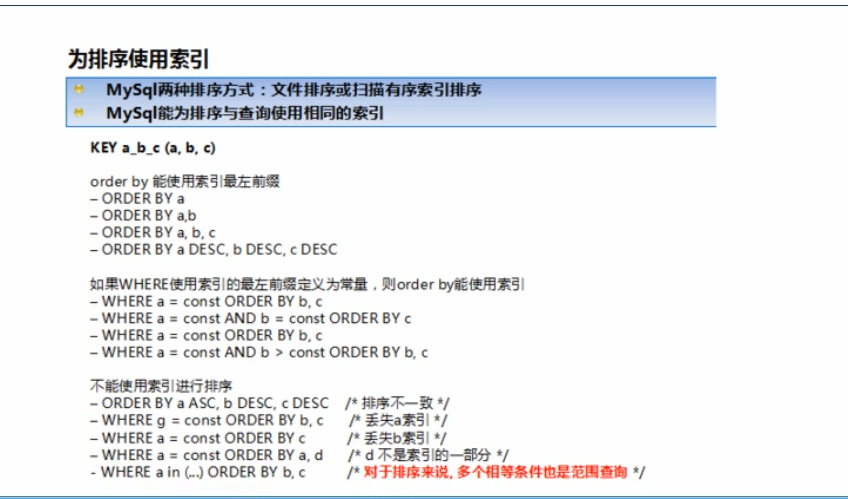 为排序使用索引
MySql两种排序方式：文件排序或扫描有序索引排序
MySql能为排序与查询使用相同的索引
KEY a_b_c (a, b, c)
order by 能使用索引最左前缀
– ORDER BY a
– ORDER BY a,b
– ORDER BY a, b, c
– ORDER BY a DESC, b DESC, c DESC
如果WHERE使用索引的最左前缀定义为常量，则order by能使用索引
– WHERE a = const ORDER BY b, c
– WHERE a = const AND b = const ORDER BY c
– WHERE a = const ORDER BY b, c
– WHERE a = const AND b > const ORDER BY b, c
不能使用索引进行排序
– ORDER BY a ASC, b DESC, c DESC /* 排序不一致 */
– WHERE g = const ORDER BY b, c /* 丢失a索引 */
– WHERE a = const ORDER BY c /* 丢失b索引 */
– WHERE a = const ORDER BY a, d /* d 不是索引的一部分 */
- WHERE a in (...) ORDER BY b, c /* 对于排序来说, 多个相等条件也是范围查询 */